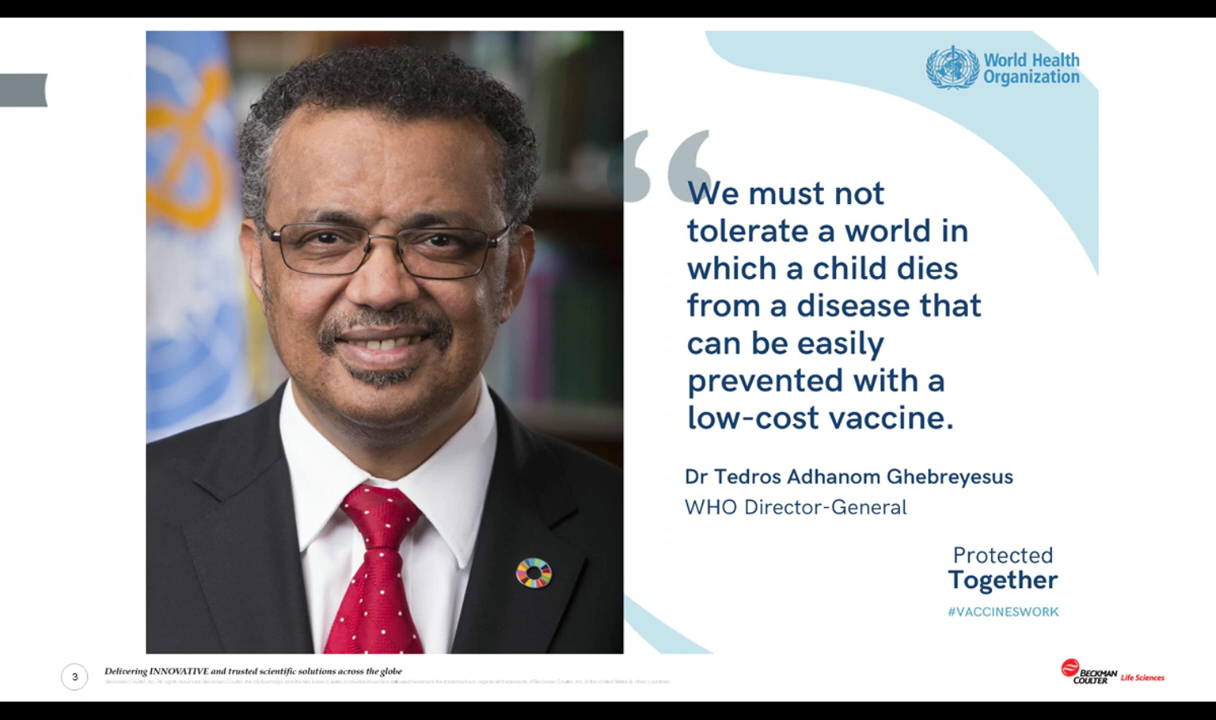 World Health
Organization
“
We must not
tolerate a world in
which a child dies
from a disease that
can be easily
prevented with a
low-cost vaccine.
Dr Tedros Adhanom Ghebreyesus
WHO Director-General
Protected
Together
#VACCINESWORK
3
Delivering INNOVATIVE and trusted scientific solutions across the globe
BECKMAN
COULTER Life Sciences